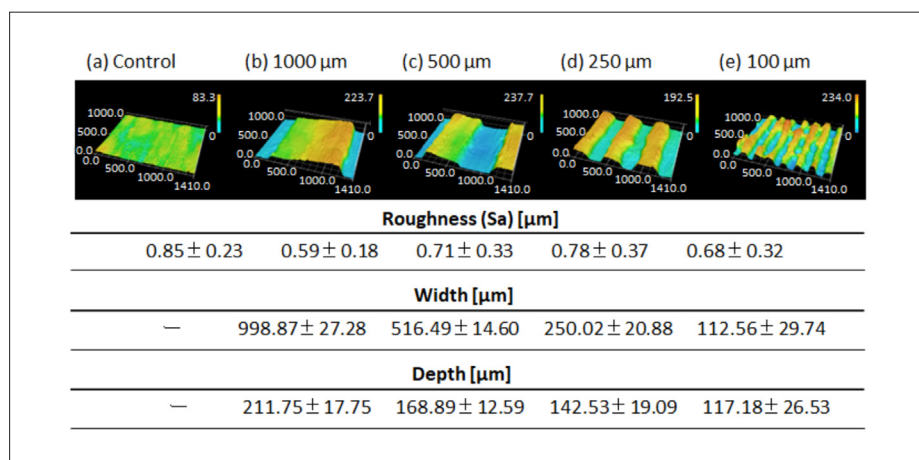 (a) Control (b) 1000 μm (c) 500 μm (d) 250 μm (e) 100 μm
83.3 223.7 237.7 192.5 234.0
1000.0 1000.0 1000.0 1000.0 1000.0
500.0 0 500.0 0 500.0 0 500.0 0 500.0 0
0.0 0.0 0.0 0.0 0.0
0.0 0.0 0.0 0.0 0.0
500.0 500.0 500.0 500.0 500.0
1000.0 1000.0 1000.0 1000.0 1000.0
1410.0 1410.0 1410.0 1410.0 1410.0
Roughness (Sa) [μm]
0.85± 0.23 0.59± 0.18 0.71± 0.33 0.78± 0.37 0.68± 0.32
Width [μm]
— 998.87± 27.28 516.49± 14.60 250.02± 20.88 112.56± 29.74
Depth [μm]
— 211.75± 17.75 168.89± 12.59 142.53± 19.09 117.18± 26.53